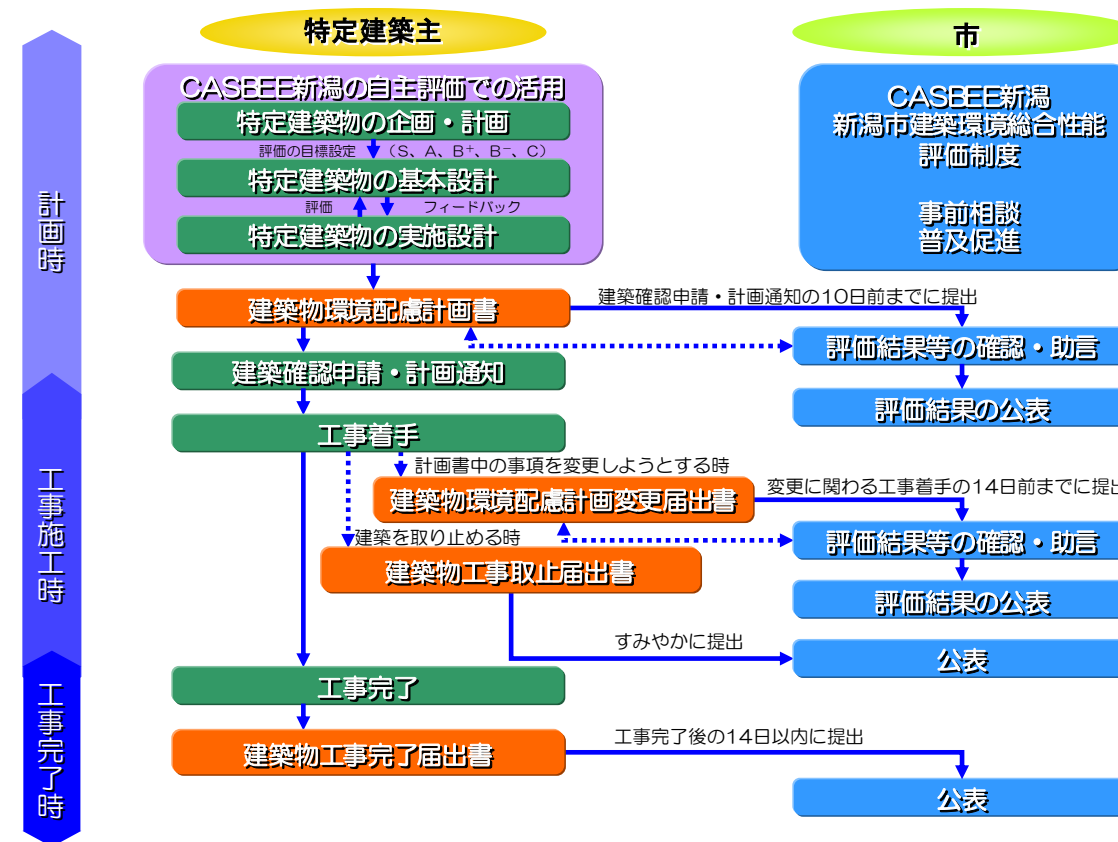 特定建築主
市
計画時
CASBEE新潟の自主評価での活用
特定建築物の企画・計画
評価の目標設定 (S、A、B⁺、B⁻、C)
特定建築物の基本設計
評価 フィードバック
特定建築物の実施設計
CASBEE新潟
新潟市建築環境総合性能
評価制度
事前相談
普及促進
建築物環境配慮計画書
建築確認申請・計画通知の10日前までに提出
評価結果等の確認・助言
建築確認申請・計画通知
評価結果の公表
工事施工時
工事着手
計画書中の事項を変更しようとする時
建築物環境配慮計画変更届出書
変更に関わる工事着手の14日前までに提出
建築を取り止める時
評価結果等の確認・助言
建築物工事取止届出書
評価結果の公表
すみやかに提出
公表
工事完了時
工事完了
建築物工事完了届出書
工事完了後の14日以内に提出
公表